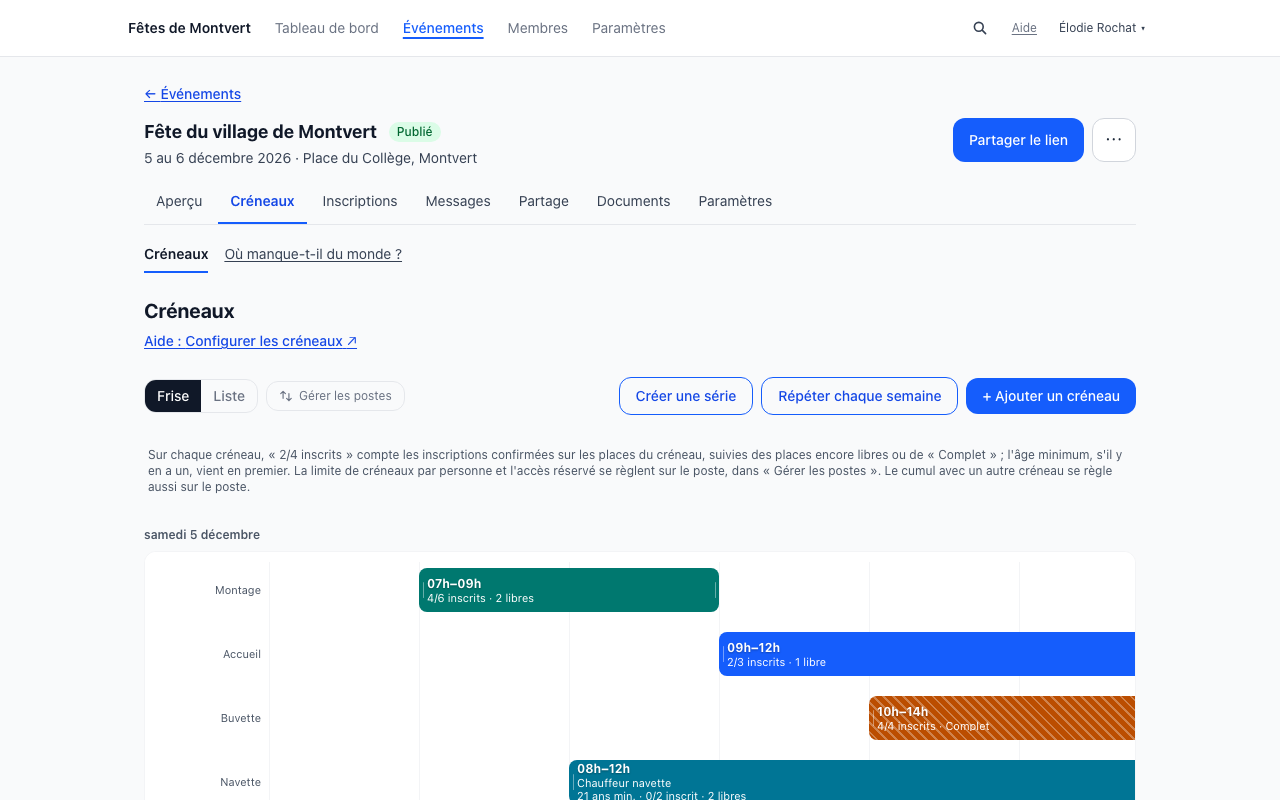 Fêtes de Montvert Tableau de bord Événements Membres Paramètres Aide Élodie Rochat
← Événements
Fête du village de Montvert Publié
5 au 6 décembre 2026 · Place du Collège, Montvert
Partager le lien ···
Aperçu Créneaux Inscriptions Messages Partage Documents Paramètres
Créneaux Où manque-t-il du monde ?
Créneaux
Aide : Configurer les créneaux ↗
Frise Liste Gérer les postes Créer une série Répéter chaque semaine + Ajouter un créneau
Sur chaque créneau, « 2/4 inscrits » compte les inscriptions confirmées sur les places du créneau, suivies des places encore libres ou de « Complet » ; l'âge minimum, s'il y
en a un, vient en premier. La limite de créneaux par personne et l'accès réservé se règlent sur le poste, dans « Gérer les postes ». Le cumul avec un autre créneau se règle
aussi sur le poste.
samedi 5 décembre
Montage
07h–09h
4/6 inscrits · 2 libres
Accueil
09h–12h
2/3 inscrits · 1 libre
Buvette
10h–14h
4/4 inscrits · Complet
Navette
08h–12h
Chauffeur navette
21 ans min. · 0/2 inscrit · 2 libres